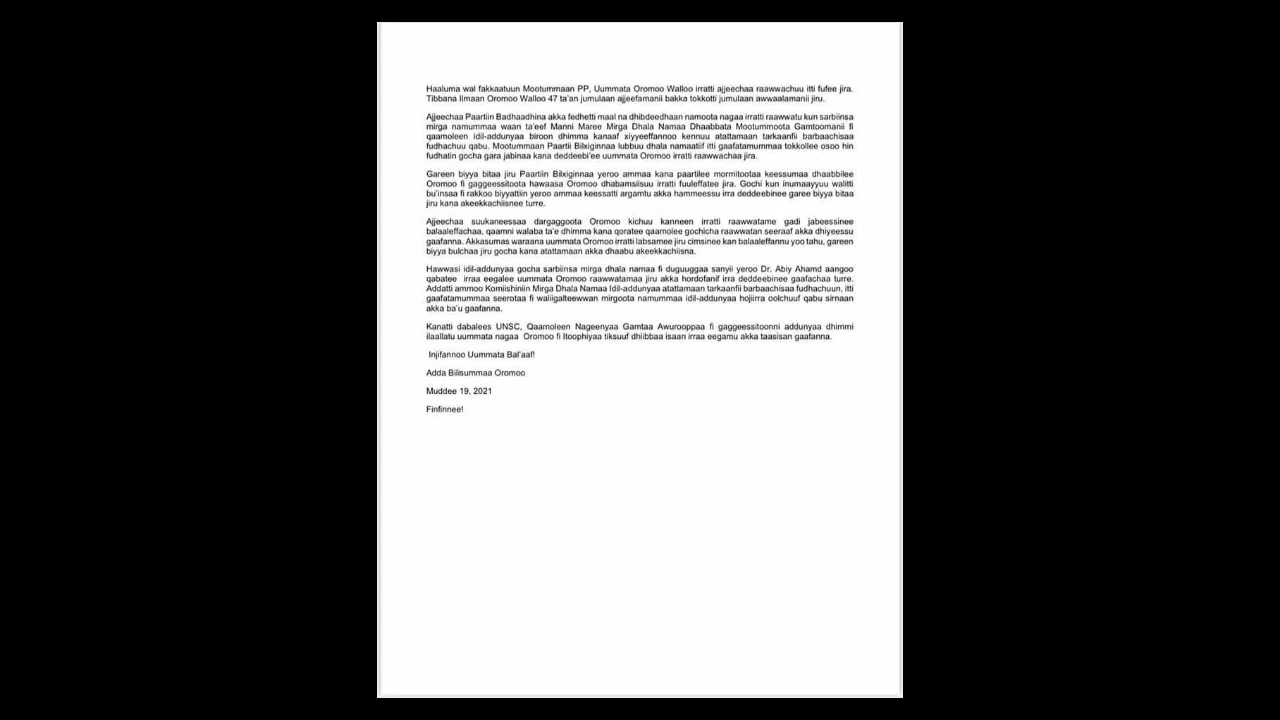 Haaluma wal fakkaatuun Mootummaan PP, Uummata Oromoo Walloo irratti ajjeechaa raawwachuu itti fufee jira.
Tibbana Ilmaan Oromoo Walloo 47 ta'an jumulaan ajjeefamanii bakka tokkotti jumulaan awwaalamanii jiru.
Ajjeechaa Paartiin Badhaadhina akka fedhetti maal na dhibdeedhaan namoota nagaa irratti raawwatu kun sarbiinsa
mirga namummaa waan ta'eef Manni Maree Mirga Dhala Namaa Dhaabbata Mootummoota Gamtoomanii fi
qaamoleen idil-addunyaa biroon dhimma kanaaf xiyyeeffannoo kennuu atattamaan tarkaanfii barbaachisaa
fudhachuu qabu. Mootummaan Paartii Bilxiginnaa lubbuu dhala namaatiif itti gaafatamummaa tokkollee osoo hin
fudhatin gocha gara jabinaa kana deddeebi'ee uummata Oromoo irratti raawwachaa jira.
Gareen biyya bitaa jiru Paartiin Bilxiginnaa yeroo ammaa kana paartilee mormitootaa keessumaa dhaabbilee
Oromoo fi gaggeessitoota hawaasa Oromoo dhabamsiisuu irratti fuuleffatee jira. Gochi kun inumaayyuu walitti
bu'insaa fi rakkoo biyyattiin yeroo ammaa keessatti argamtu akka hammeessu irra deddeebinee garee biyya bitaa
jiru kana akeekkachiisnee turre.
Ajjeechaa suukaneessaa dargaggoota Oromoo kichuu kanneen irratti raawwatame gadi jabeessinee
balaaleffachaa, qaamni walaba ta'e dhimma kana qoratee qaamolee gochicha raawwatan seeraaf akka dhiyeessu
gaafanna. Akkasumas waraana uummata Oromoo irratti labsamee jiru cimsinee kan balaaleffannu yoo tahu, gareen
biyya bulchaa jiru gocha kana atattamaan akka dhaabu akeekkachiisna.
Hawwasi idil-addunyaa gocha sarbiinsa mirga dhala namaa fi duguuggaa sanyii yeroo Dr. Abiy Ahamd aangoo
qabatee irraa eegalee uummata Oromoo raawwatamaa jiru akka hordofanif irra deddeebinee gaafachaa turre.
Addatti ammoo Komiishiniin Mirga Dhala Namaa Idil-addunyaa atattamaan tarkaanfii barbaachisaa fudhachuun, itti
gaafatamummaa seerotaa fi waliigalteewwan mirgoota namummaa idil-addunyaa hojiirra oolchuuf qabu sirnaan
akka ba'u gaafanna.
Kanatti dabalees UNSC, Qaamoleen Nageenyaa Gamtaa Awurooppaa fi gaggeessitoonni addunyaa dhimmi
ilaallatu uummata nagaa Oromoo fi Itoophiyaa tiksuuf dhiibbaa isaan irraa eegamu akka taasisan gaafanna.
Injifannoo Uummata Bal'aaf!
Adda Bilisummaa Oromoo
Muddee 19, 2021
Finfinnee!